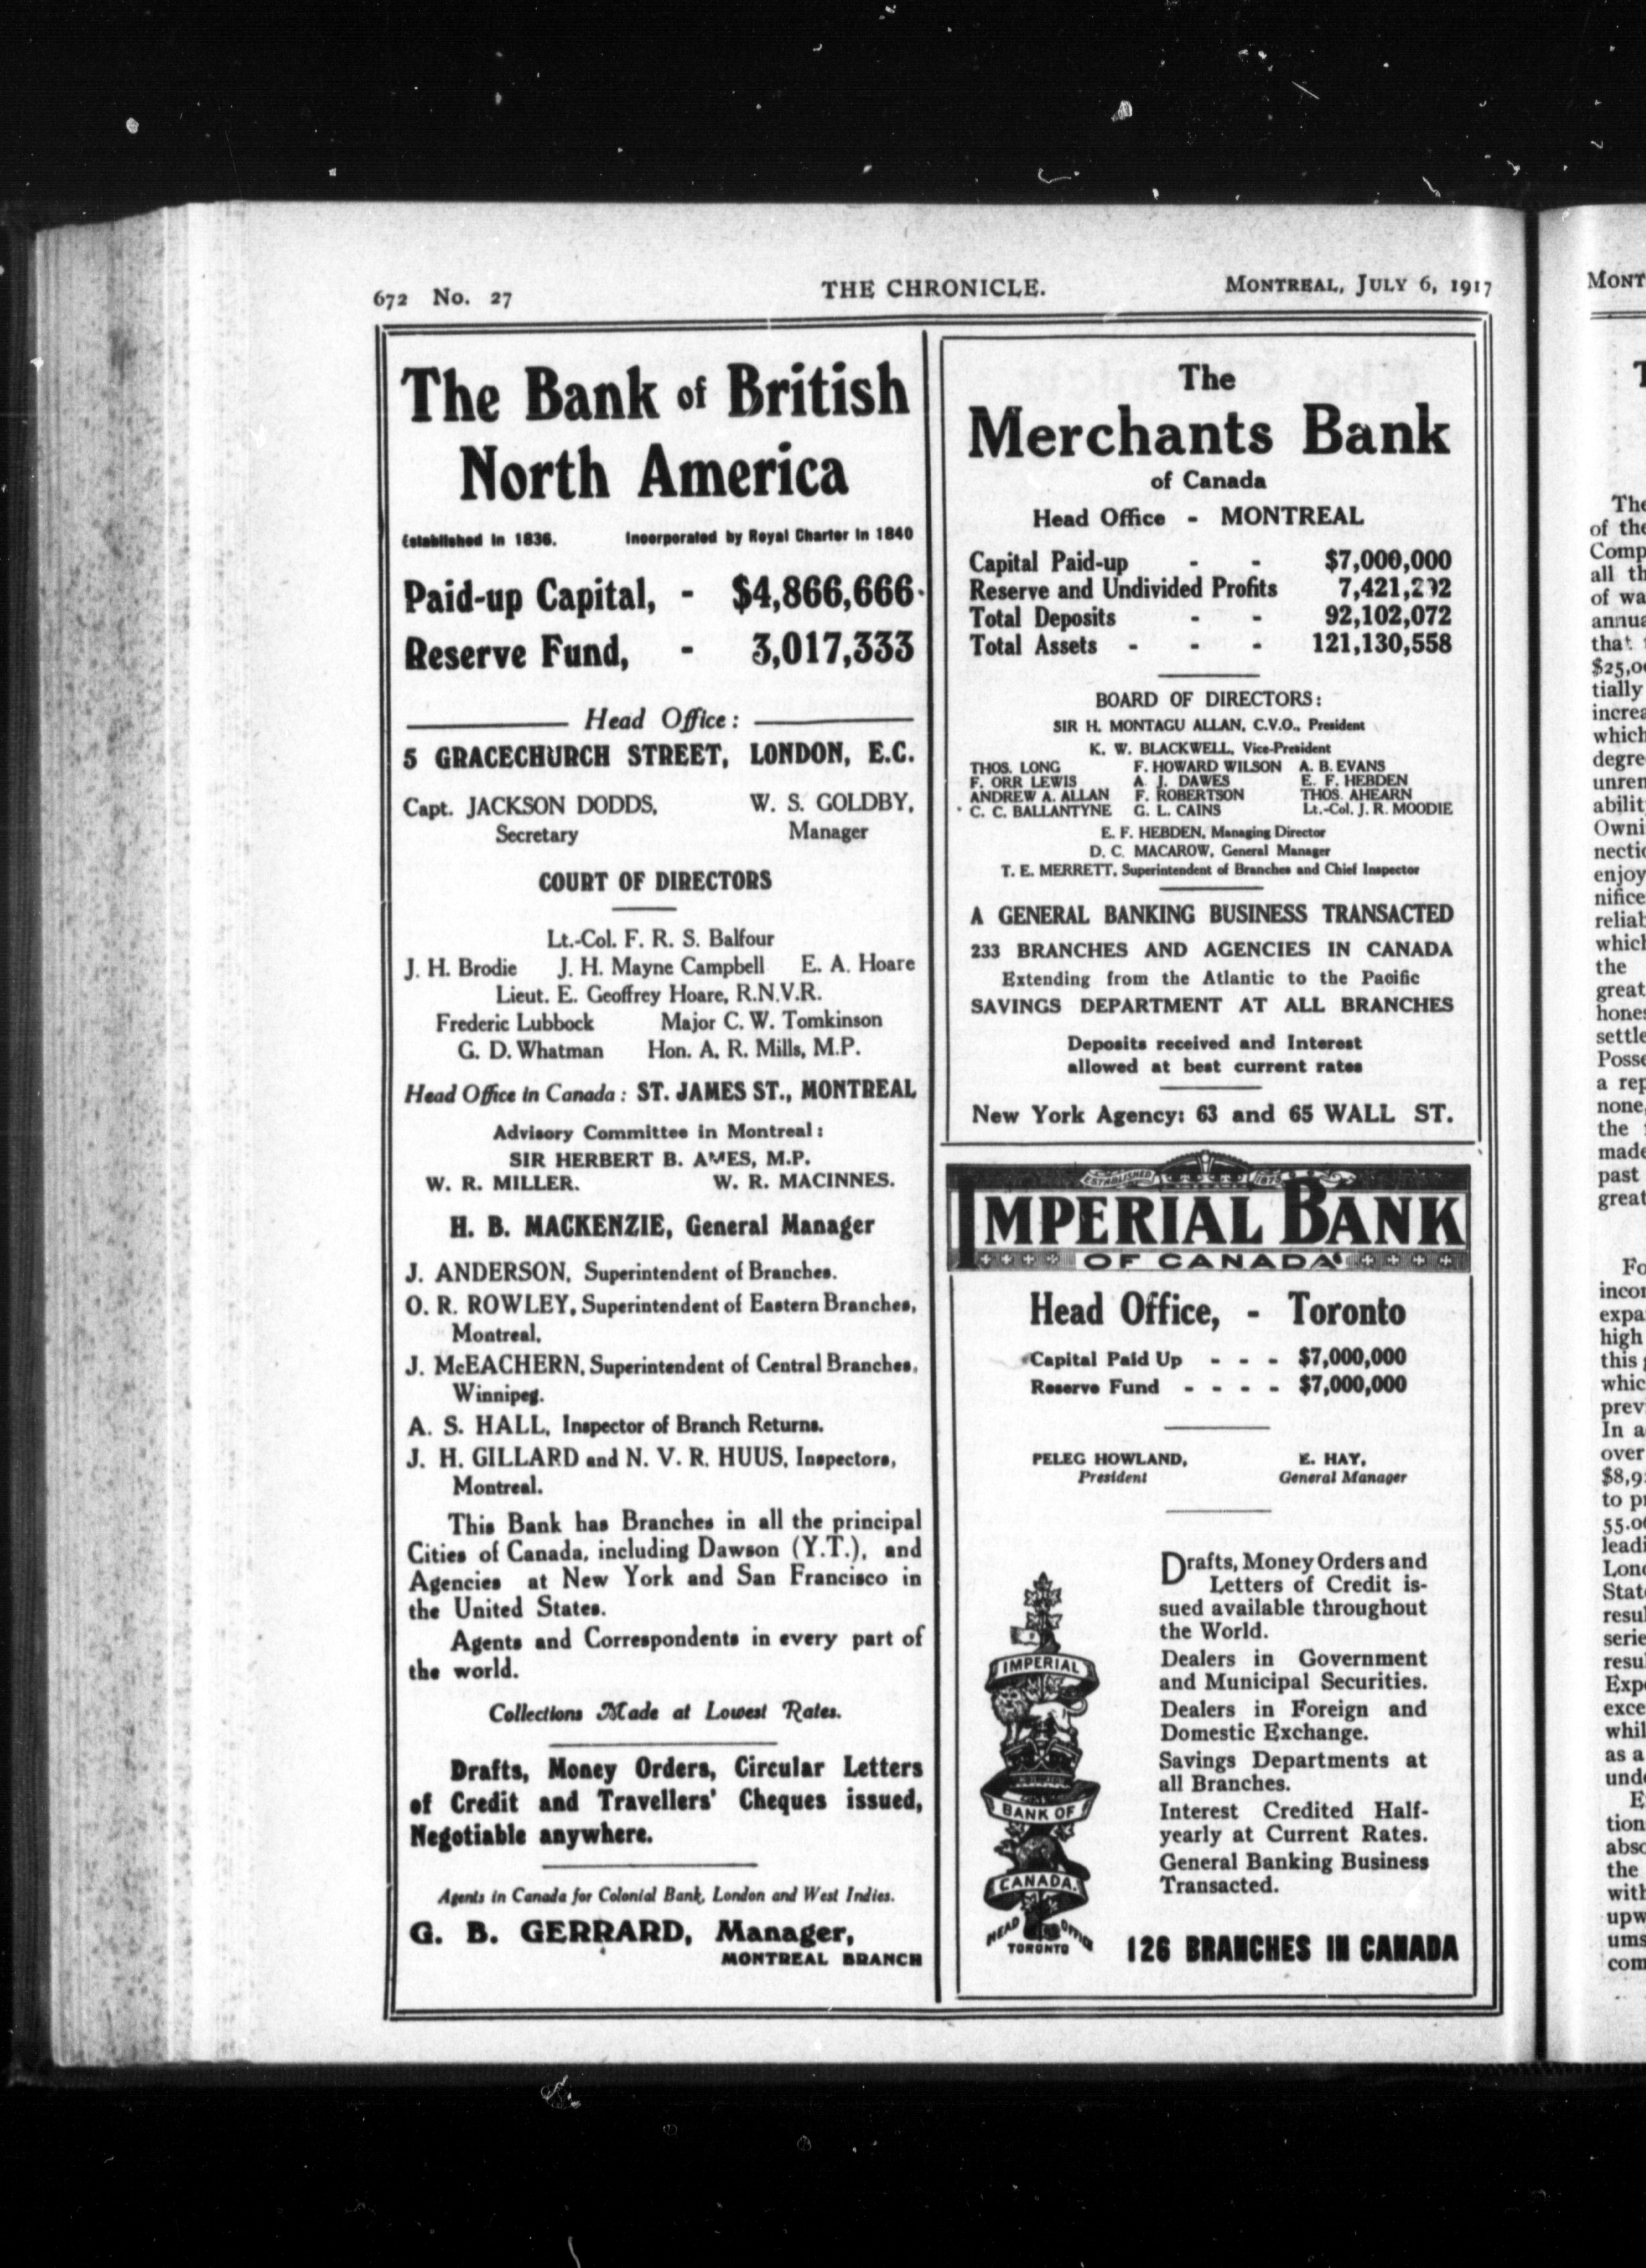 672 No. 27 THE CHRONICLE. MONTREAL, JULY 6, 1917
The Bank of British
North America
Established in 1836. Incorporated by Royal Charter in 1840
Paid-up Capital, - $4,866,666
Reserve Fund, - 3,017,333
Head Office:
5 GRACECHURCH STREET, LONDON, E.C.
Capt. JACKSON DODDS, W. S. GOLDBY,
Secretary Manager
COURT OF DIRECTORS
Lt.-Col. F. R. S. Balfour
J. H. Brodie J. H. Mayne Campbell E. A. Hoare
Lieut. E. Geoffrey Hoare, R.N.V.R.
Frederic Lubbock Major C. W. Tomkinson
G. D. Whatman Hon. A. R. Mills, M.P.
Head Office in Canada: ST. JAMES ST., MONTREAL
Advisory Committee in Montreal:
SIR HERBERT B. AMES, M.P.
W. R. MILLER. W. R. MACINNES.
H. B. MACKENZIE, General Manager
J. ANDERSON, Superintendent of Branches.
O. R. ROWLEY, Superintendent of Eastern Branches,
Montreal.
J. McEACHERN, Superintendent of Central Branches,
Winnipeg.
A. S. HALL, Inspector of Branch Returns.
J. H. GILLARD and N. V. R. HUUS, Inspectors,
Montreal.
This Bank has Branches in all the principal
Cities of Canada, including Dawson (Y.T.), and
Agencies at New York and San Francisco in
the United States.
Agents and Correspondents in every part of
the world.
Collections Made at Lowest Rates.
Drafts, Money Orders, Circular Letters
of Credit and Travellers' Cheques issued,
Negotiable anywhere.
Agents in Canada for Colonial Bank, London and West Indies.
G. B. GERRARD, Manager,
MONTREAL BRANCH
The
Merchants Bank
of Canada
Head Office - MONTREAL
Capital Paid-up - - $7,000,000
Reserve and Undivided Profits 7,421,292
Total Deposits - - 92,102,072
Total Assets - - - 121,130,558
BOARD OF DIRECTORS:
SIR H. MONTAGU ALLAN, C.V.O., President
K. W. BLACKWELL, Vice-President
THOS. LONG F. HOWARD WILSON A. B. EVANS
F. ORR LEWIS A. J. DAWES E. F. HEBDEN
ANDREW A. ALLAN F. ROBERTSON THOS. AHEARN
C. C. BALLANTYNE G. L. CAINS Lt.-Col. J. R. MOODIE
E. F. HEBDEN, Managing Director
D. C. MACAROW, General Manager
T. E. MERRETT, Superintendent of Branches and Chief Inspector
A GENERAL BANKING BUSINESS TRANSACTED
233 BRANCHES AND AGENCIES IN CANADA
Extending from the Atlantic to the Pacific
SAVINGS DEPARTMENT AT ALL BRANCHES
Deposits received and Interest
allowed at best current rates
New York Agency: 63 and 65 WALL ST.
ESTABLISHED 1875
IMPERIAL BANK
OF CANADA
Head Office, - Toronto
Capital Paid Up - - - $7,000,000
Reserve Fund - - - - $7,000,000
PELEG HOWLAND, E. HAY,
President General Manager
Drafts, Money Orders and
Letters of Credit is-
sued available throughout
the World.
Dealers in Government
and Municipal Securities.
Dealers in Foreign and
Domestic Exchange.
Savings Departments at
all Branches.
Interest Credited Half-
yearly at Current Rates.
General Banking Business
Transacted.
IMPERIAL
BANK OF
CANADA.
HEAD OFFICE
TORONTO
126 BRANCHES IN CANADA